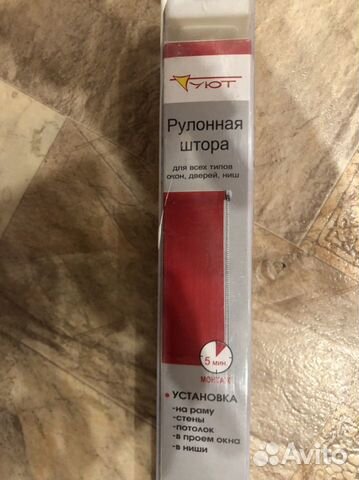 УЮТ
Рулонная
штора
для всех типов
окон, дверей, ниш
5 мин.
МОНТАЖ
• УСТАНОВКА
-на раму
-стены
-потолок
-в проем окна
-в ниши
Avito